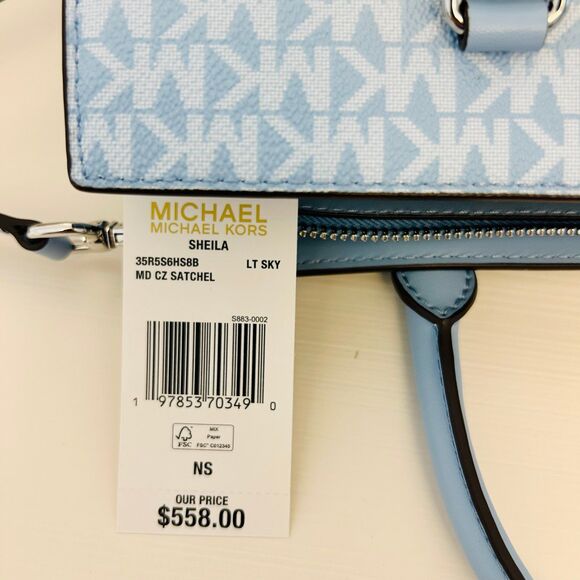 MICHAEL
MICHAEL KORS
SHEILA
35R5S6HS8B LT SKY
MD CZ SATCHEL
S883-0002
1 97853 70349 0
FSC
MIX
Paper
FSC® C012345
NS
OUR PRICE
$558.00